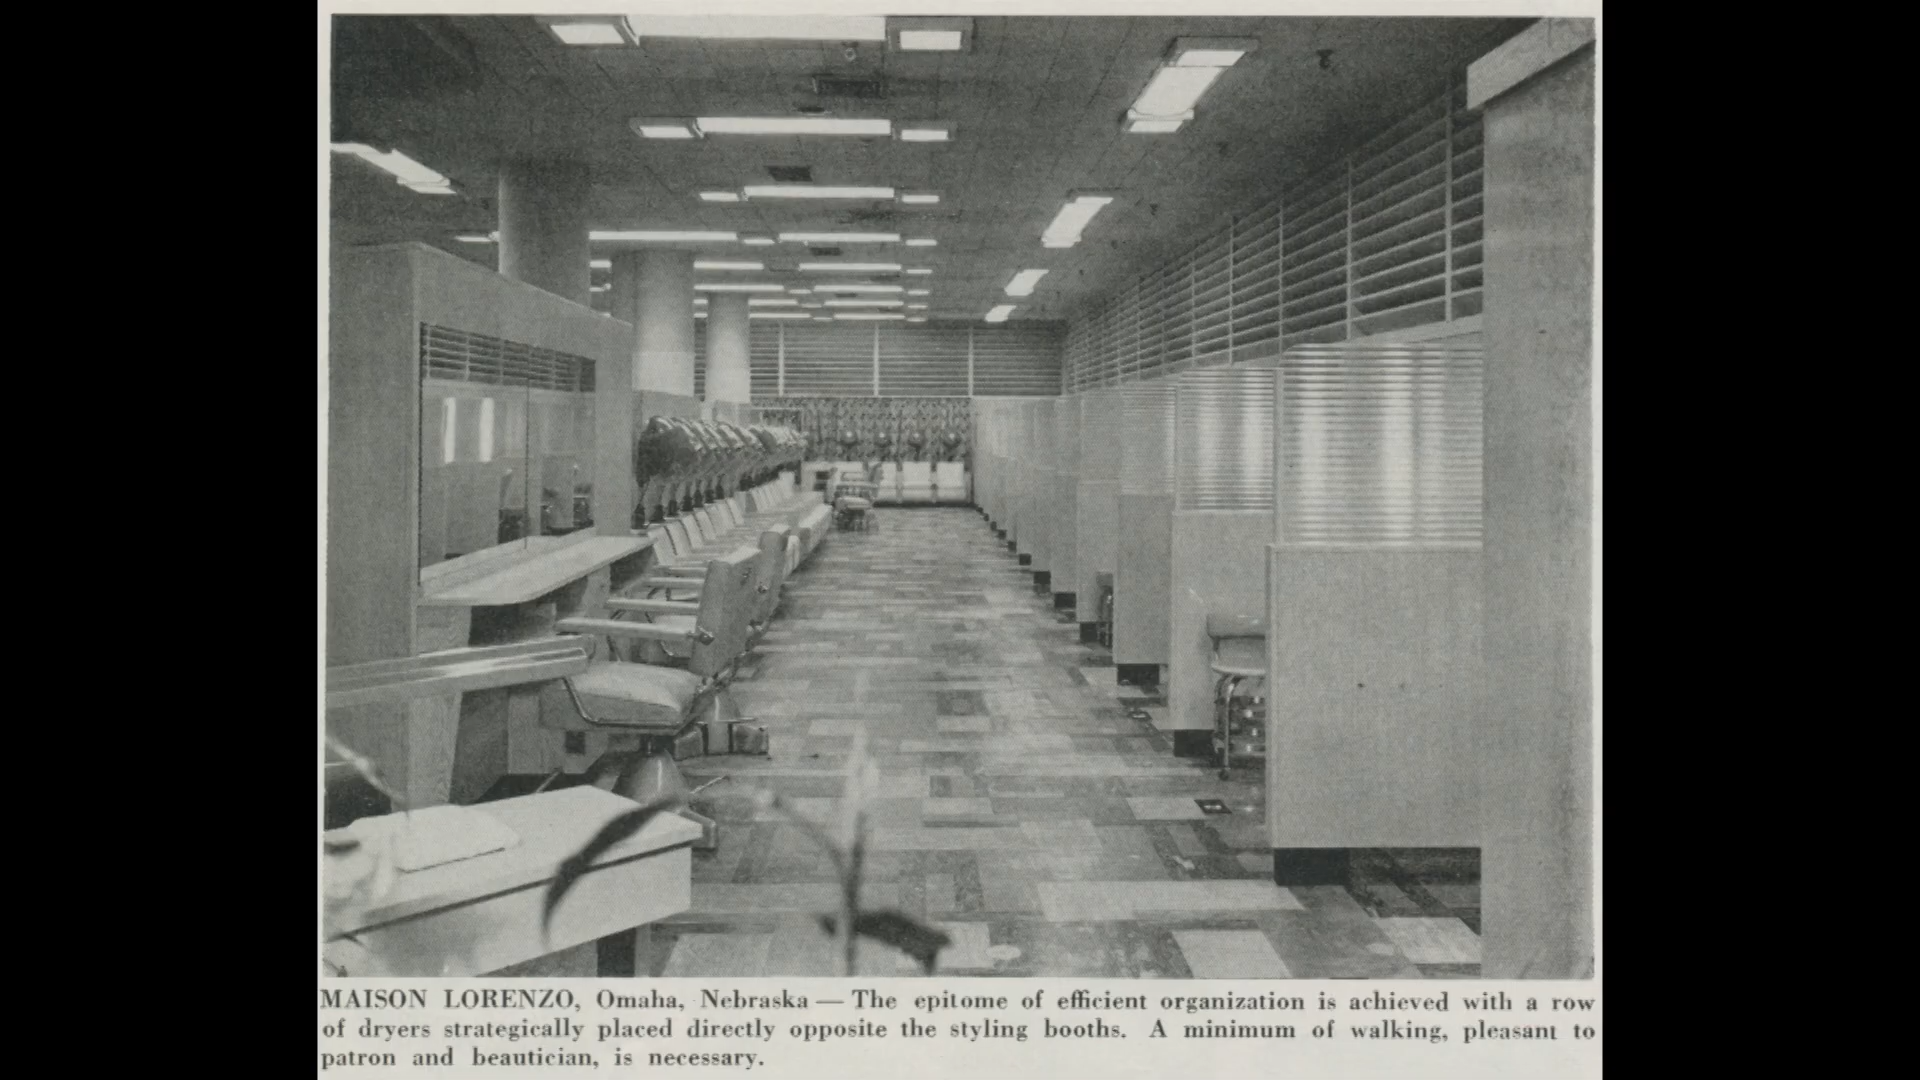 MAISON LORENZO, Omaha, Nebraska — The epitome of efficient organization is achieved with a row
of dryers strategically placed directly opposite the styling booths. A minimum of walking, pleasant to
patron and beautician, is necessary.